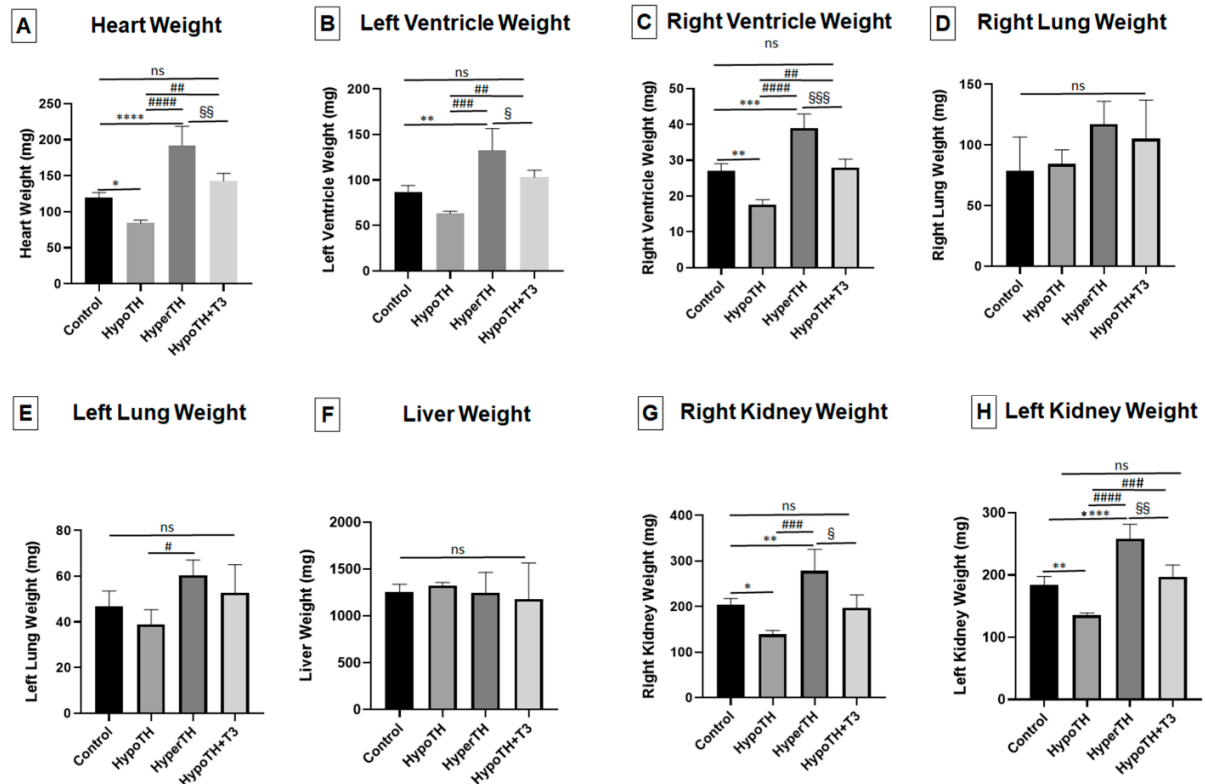 A Heart Weight
ns
##
####
§§
****
*
Heart Weight (mg)
250
200
150
100
50
0
Control
HypoTH
HyperTH
HypoTH+T3
B Left Ventricle Weight
ns
##
###
§
**
Left Ventricle Weight (mg)
200
150
100
50
0
Control
HypoTH
HyperTH
HypoTH+T3
C Right Ventricle Weight
ns
##
####
§§§
***
**
Right Ventricle Weight (mg)
50
40
30
20
10
0
Control
HypoTH
HyperTH
HypoTH+T3
D Right Lung Weight
ns
Right Lung Weight (mg)
150
100
50
0
Control
HypoTH
HyperTH
HypoTH+T3
E Left Lung Weight
ns
#
Left Lung Weight (mg)
80
60
40
20
0
Control
HypoTH
HyperTH
HypoTH+T3
F Liver Weight
ns
Liver Weight (mg)
2000
1500
1000
500
0
Control
HypoTH
HyperTH
HypoTH+T3
G Right Kidney Weight
ns
###
§
**
*
Right Kidney Weight (mg)
400
300
200
100
0
Control
HypoTH
HyperTH
HypoTH+T3
H Left Kidney Weight
ns
###
####
§§
****
**
Left Kidney Weight (mg)
300
200
100
0
Control
HypoTH
HyperTH
HypoTH+T3